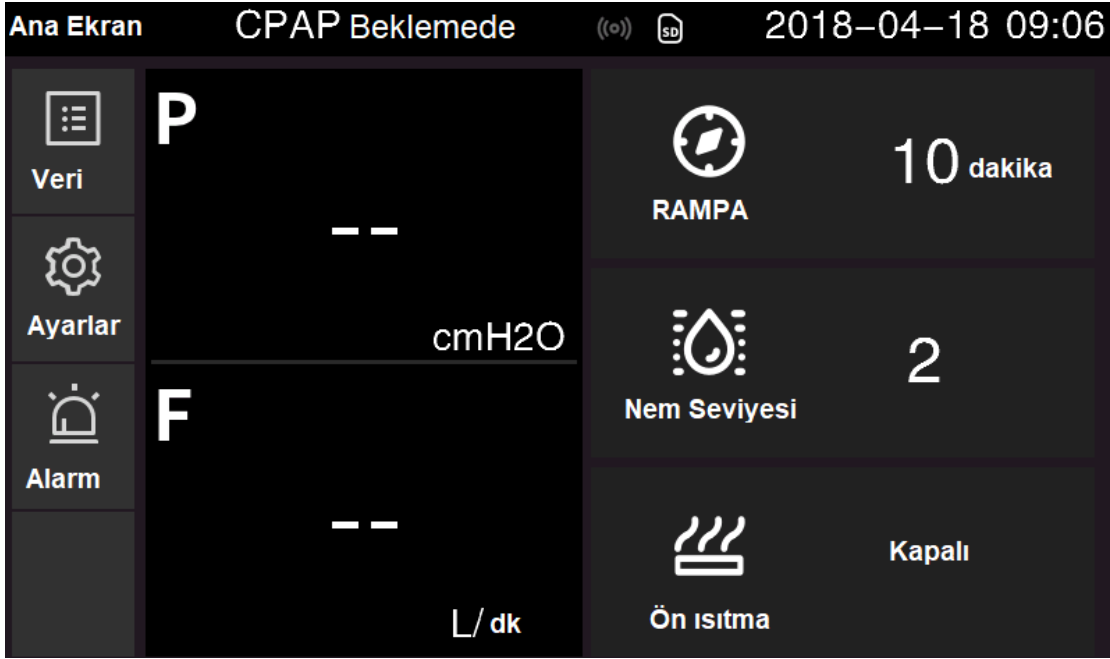 Ana Ekran CPAP Beklemede SD 2018-04-18 09:06
Veri
Ayarlar
Alarm
P
--
cmH2O
F
--
L/dk
RAMPA
10 dakika
Nem Seviyesi
2
Ön ısıtma
Kapalı